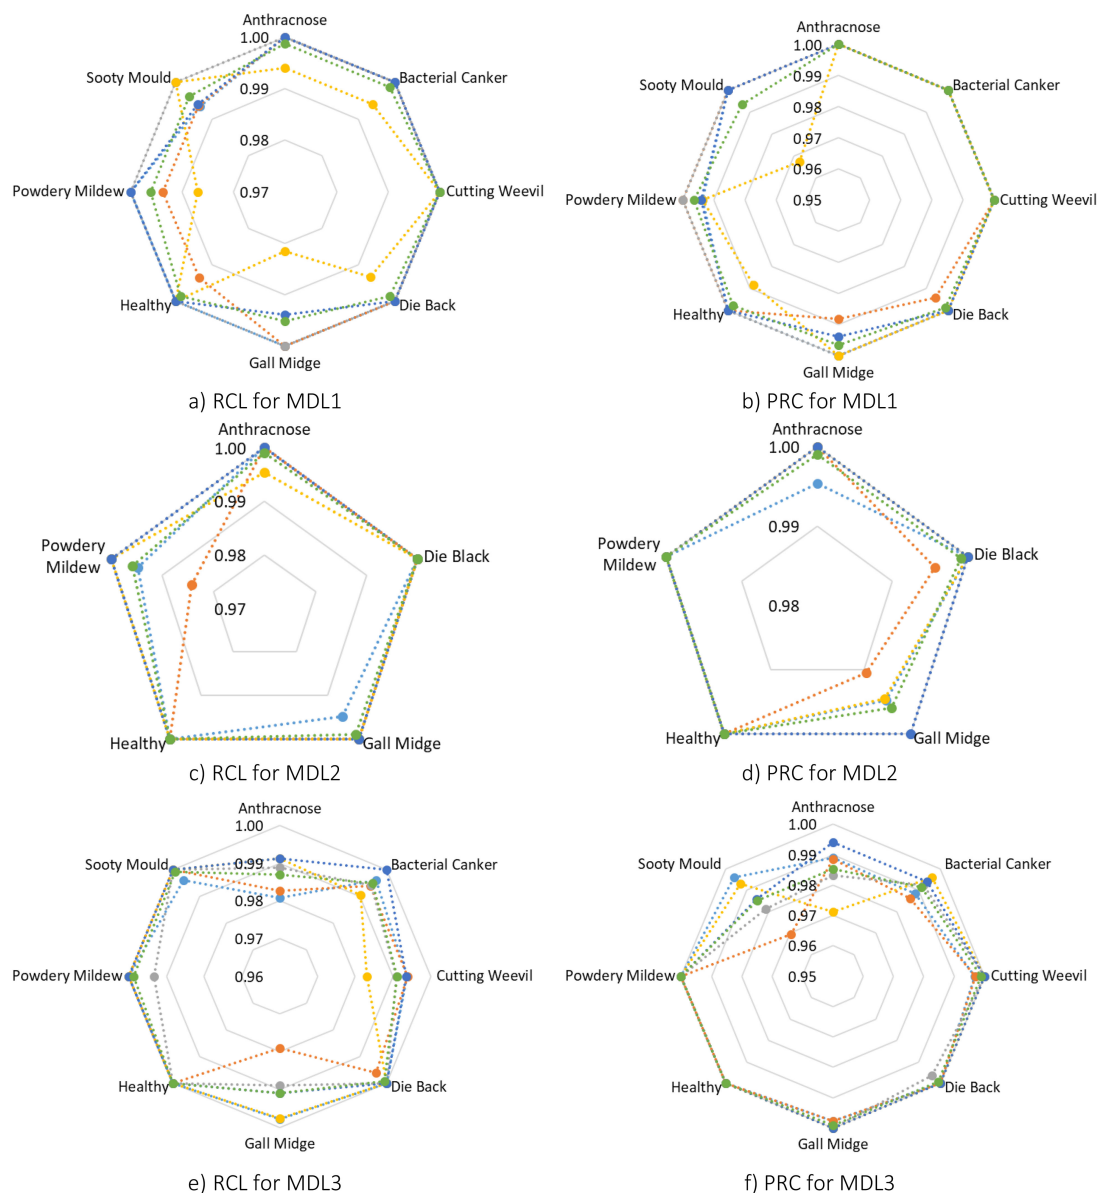 Anthracnose
1.00
Sooty Mould
Bacterial Canker
0.99
0.98
Powdery Mildew
0.97
Cutting Weevil
Healthy
Die Back
Gall Midge
a) RCL for MDL1
Anthracnose
1.00
Sooty Mould
0.99
Bacterial Canker
0.98
0.97
0.96
Powdery Mildew
0.95
Cutting Weevil
Healthy
Die Back
Gall Midge
b) PRC for MDL1
Anthracnose
1.00
0.99
Powdery
Mildew
0.98
Die Black
0.97
Healthy
Gall Midge
c) RCL for MDL2
Anthracnose
1.00
0.99
Powdery
Mildew
Die Black
0.98
Healthy
Gall Midge
d) PRC for MDL2
Anthracnose
1.00
Sooty Mould
0.99
Bacterial Canker
0.98
0.97
Powdery Mildew
0.96
Cutting Weevil
Healthy
Die Back
Gall Midge
e) RCL for MDL3
Anthracnose
1.00
Sooty Mould
0.99
Bacterial Canker
0.98
0.97
0.96
Powdery Mildew
0.95
Cutting Weevil
Healthy
Die Back
Gall Midge
f) PRC for MDL3